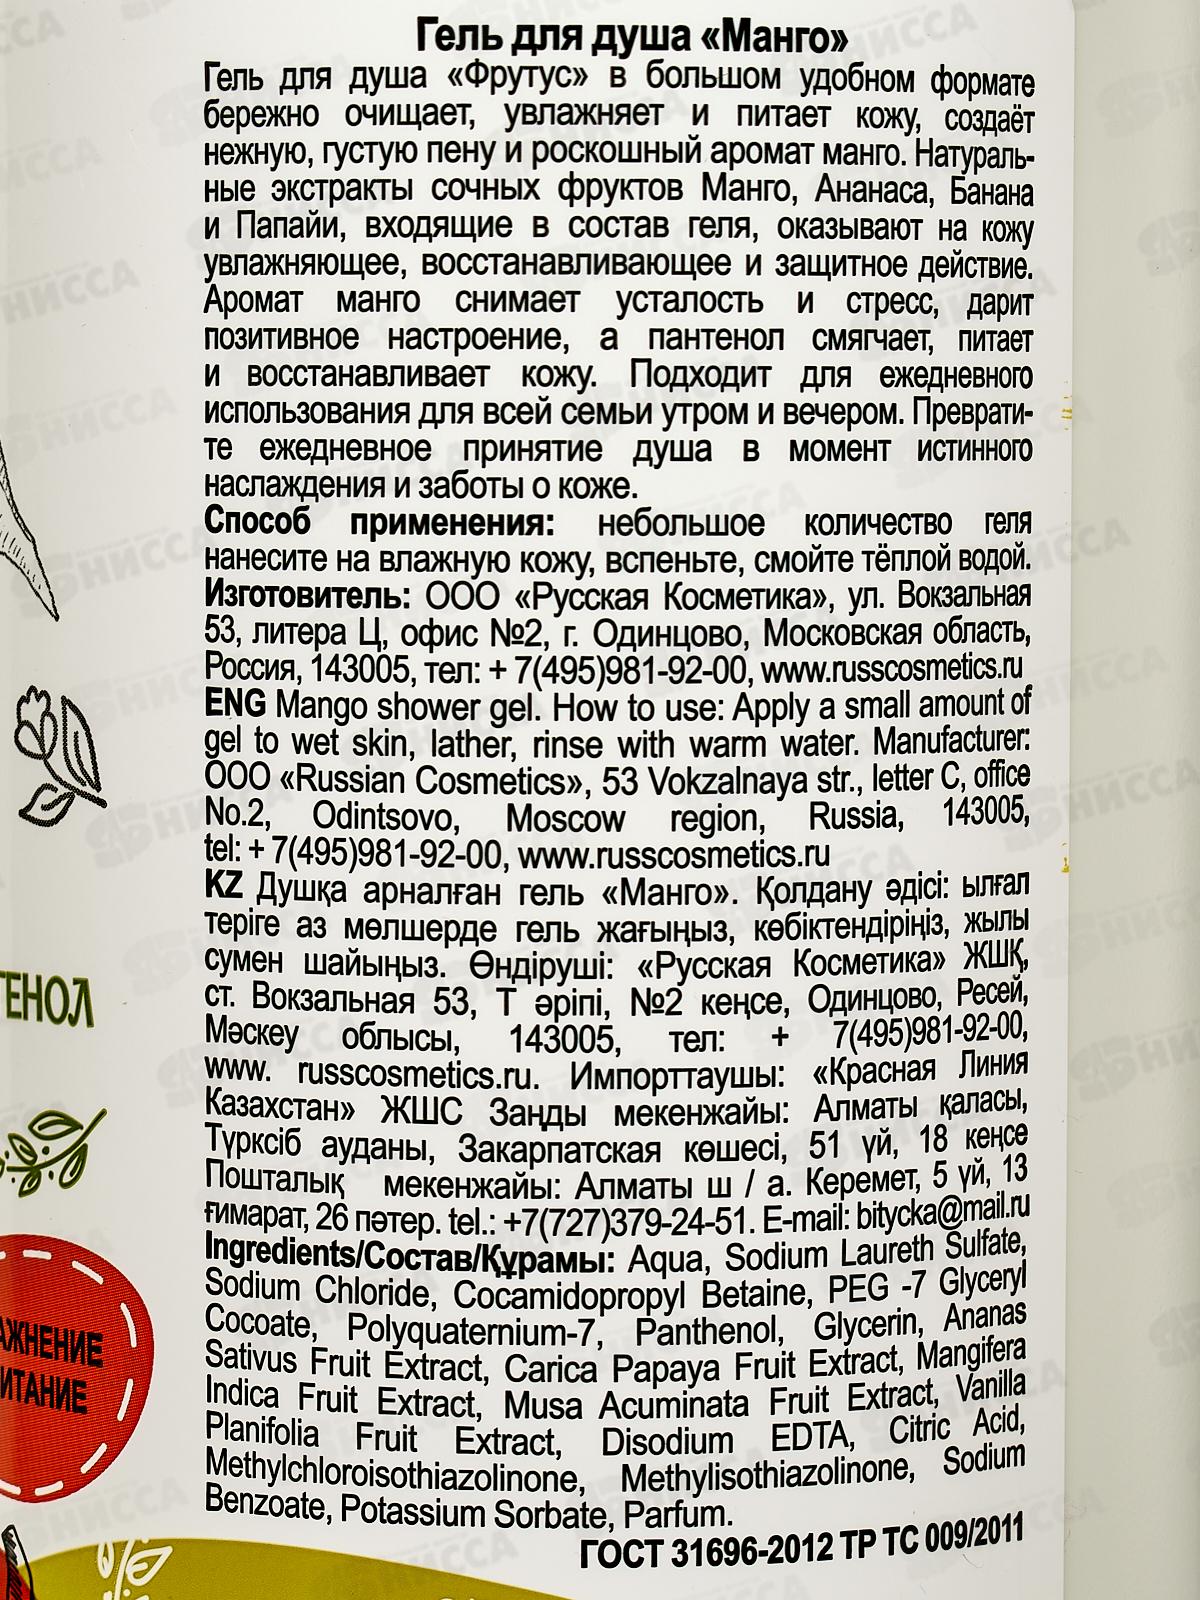 Гель для душа «Манго»
Гель для душа «Фрутус» в большом удобном формате
бережно очищает, увлажняет и питает кожу, создаёт
нежную, густую пену и роскошный аромат манго. Натураль-
ные экстракты сочных фруктов Манго, Ананаса, Банана
и Папайи, входящие в состав геля, оказывают на кожу
увлажняющее, восстанавливающее и защитное действие.
Аромат манго снимает усталость и стресс, дарит
позитивное настроение, а пантенол смягчает, питает
и восстанавливает кожу. Подходит для ежедневного
использования для всей семьи утром и вечером. Преврати-
те ежедневное принятие душа в момент истинного
наслаждения и заботы о коже.
Способ применения: небольшое количество геля
нанесите на влажную кожу, вспеньте, смойте тёплой водой.
Изготовитель: ООО «Русская Косметика», ул. Вокзальная
53, литера Ц, офис №2, г. Одинцово, Московская область,
Россия, 143005, тел: + 7(495)981-92-00, www.russcosmetics.ru
ENG Mango shower gel. How to use: Apply a small amount of
gel to wet skin, lather, rinse with warm water. Manufacturer:
OOO «Russian Cosmetics», 53 Vokzalnaya str., letter C, office
No.2, Odintsovo, Moscow region, Russia, 143005,
tel: + 7(495)981-92-00, www.russcosmetics.ru
KZ Душқа арналған гель «Манго». Қолдану әдісі: ылғал
теріге аз мөлшерде гель жағыңыз, көбіктендіріңіз, жылы
сумен шайыңыз. Өндіруші: «Русская Косметика» ЖШҚ,
ст. Вокзальная 53, Т әріпі, №2 кеңсе, Одинцово, Ресей,
Мәскеу облысы, 143005, тел: + 7(495)981-92-00,
www. russcosmetics.ru. Импорттаушы: «Красная Линия
Казахстан» ЖШС Заңды мекенжайы: Алматы қаласы,
Түрксіб ауданы, Закарпатская көшесі, 51 үй, 18 кеңсе
Пошталық мекенжайы: Алматы ш / а. Керемет, 5 үй, 13
ғимарат, 26 пәтер. tel.: +7(727)379-24-51. E-mail: bitycka@mail.ru
Ingredients/Состав/Құрамы: Aqua, Sodium Laureth Sulfate,
Sodium Chloride, Cocamidopropyl Betaine, PEG -7 Glyceryl
Cocoate, Polyquaternium-7, Panthenol, Glycerin, Ananas
Sativus Fruit Extract, Carica Papaya Fruit Extract, Mangifera
Indica Fruit Extract, Musa Acuminata Fruit Extract, Vanilla
Planifolia Fruit Extract, Disodium EDTA, Citric Acid,
Methylchloroisothiazolinone, Methylisothiazolinone, Sodium
Benzoate, Potassium Sorbate, Parfum.
ГОСТ 31696-2012 ТР ТС 009/2011
ТЕНОЛ
АЖНЕНИЕ
ИТАНИЕ